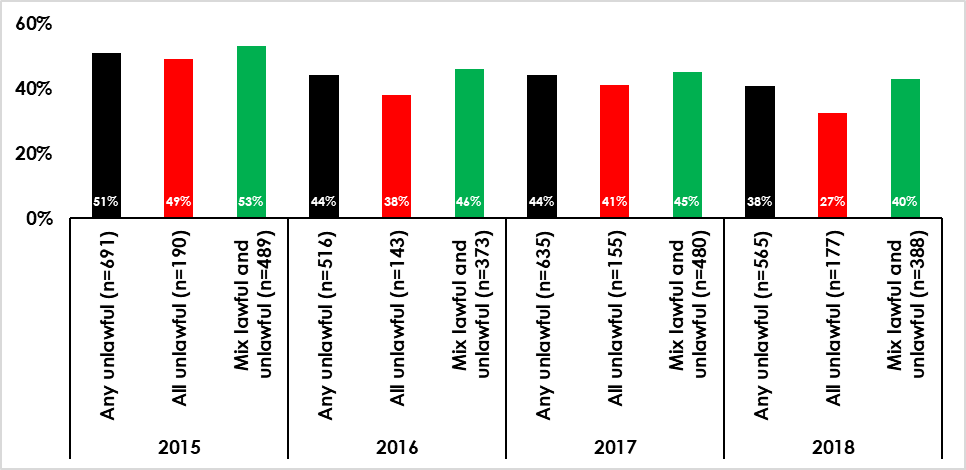 60%
40%
20%
0%
51%
49%
53%
44%
38%
46%
44%
41%
45%
38%
27%
40%
Any unlawful (n=691)
All unlawful (n=190)
Mix lawful and
unlawful (n=489)
Any unlawful (n=516)
All unlawful (n=143)
Mix lawful and
unlawful (n=373)
Any unlawful (n=635)
All unlawful (n=155)
Mix lawful and
unlawful (n=480)
Any unlawful (n=565)
All unlawful (n=177)
Mix lawful and
unlawful (n=388)
2015
2016
2017
2018